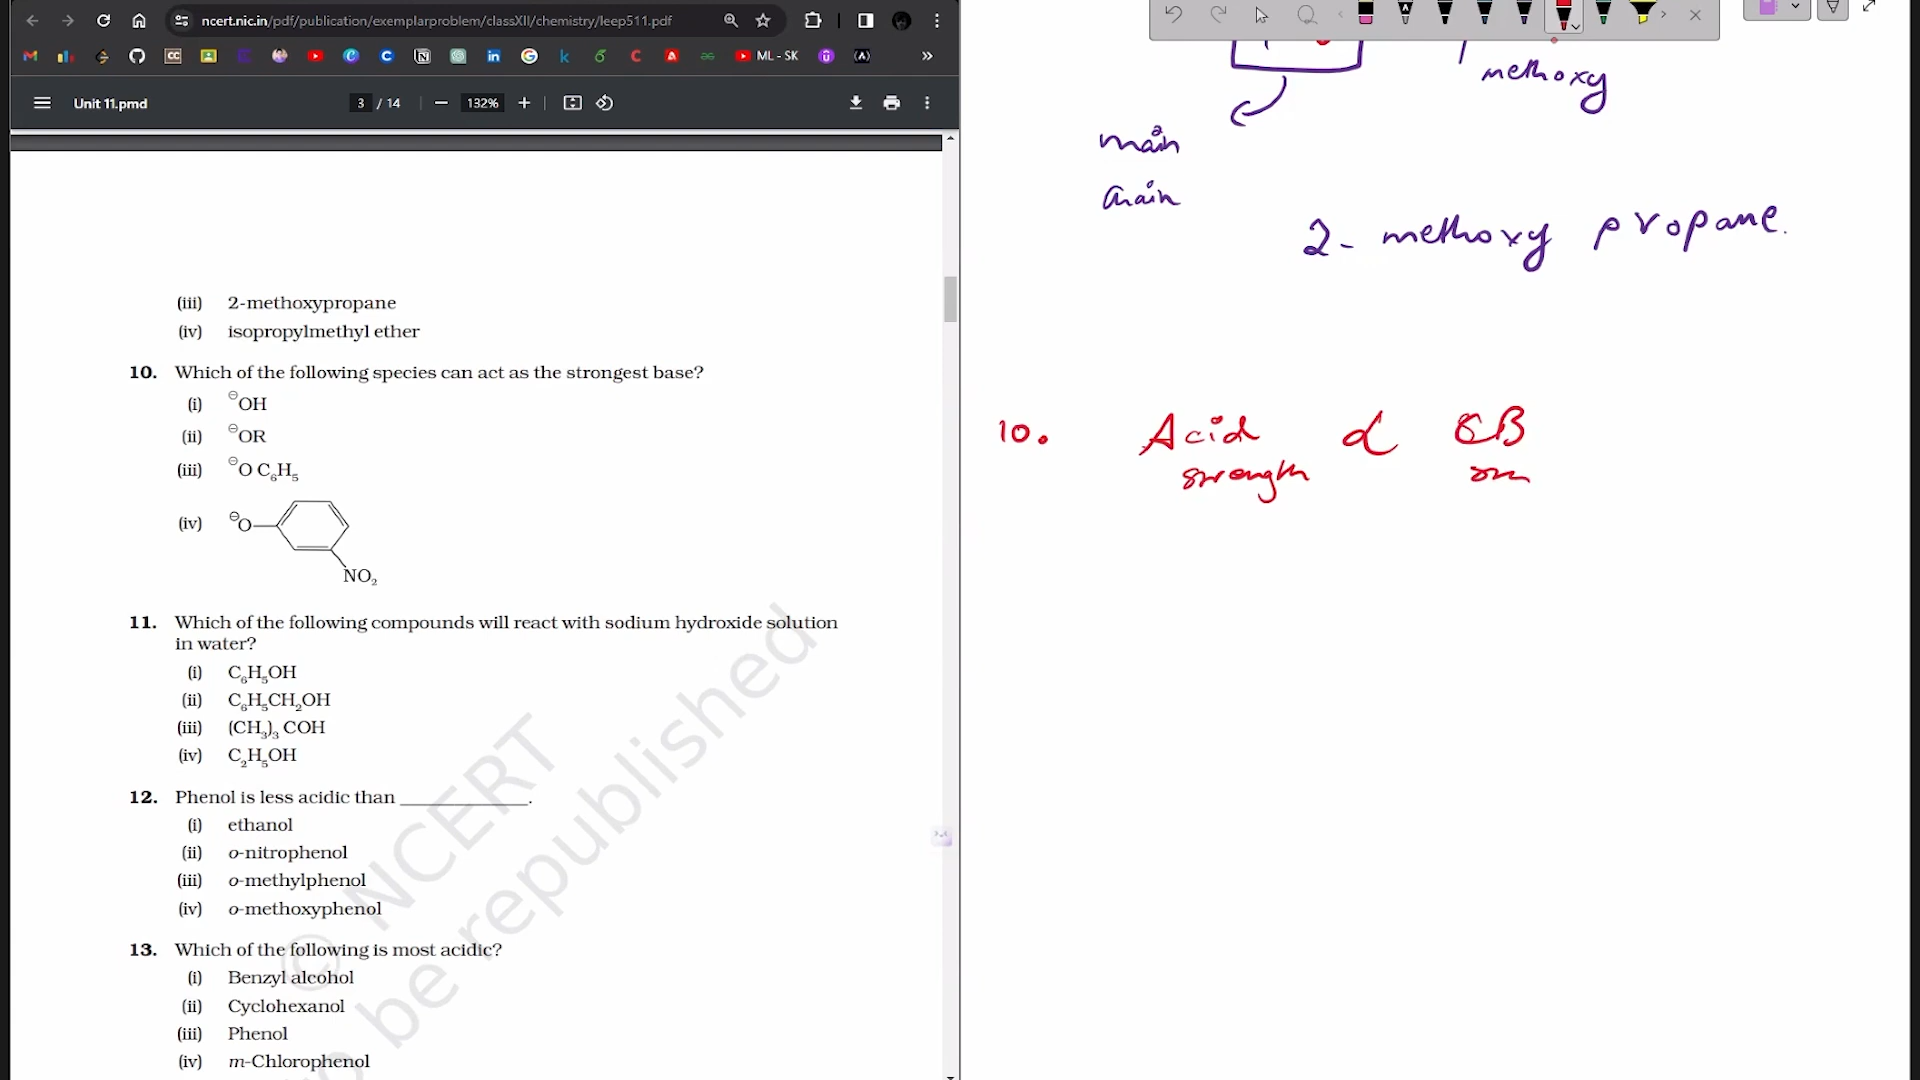 ncert.nic.in/pdf/publication/exemplarproblem/classXII/chemistry/leep511.pdf
ML - SK
Unit 11.pmd
3 / 14
132%
(iii) 2-methoxypropane
(iv) isopropylmethyl ether
10. Which of the following species can act as the strongest base?
(i) ⊖OH
(ii) ⊖OR
(iii) ⊖O C₆H₅
(iv) ⊖O
NO₂
11. Which of the following compounds will react with sodium hydroxide solution
in water?
(i) C₆H₅OH
(ii) C₆H₅CH₂OH
(iii) (CH₃)₃ COH
(iv) C₂H₅OH
12. Phenol is less acidic than ______________.
(i) ethanol
(ii) o-nitrophenol
(iii) o-methylphenol
(iv) o-methoxyphenol
13. Which of the following is most acidic?
(i) Benzyl alcohol
(ii) Cyclohexanol
(iii) Phenol
(iv) m-Chlorophenol
© NCERT
be republished
methoxy
main
chain
2- methoxy propane.
10. Acid α CB
strength